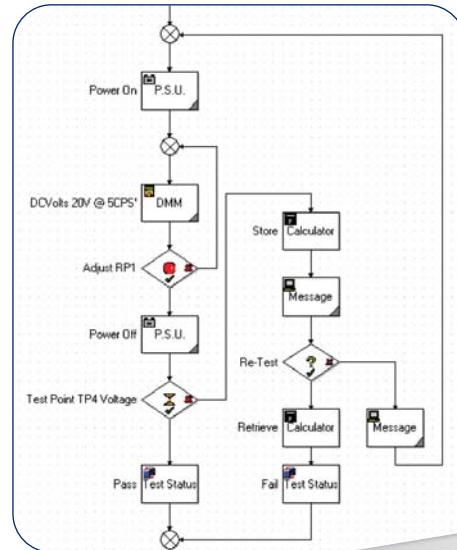 Power On
P.S.U.
DCVolts 20V @ 5CPS'
DMM
Adjust RP1
Power Off
P.S.U.
Test Point TP4 Voltage
Pass
Test Status
Store
Calculator
Message
Re-Test
Retrieve
Calculator
Message
Fail
Test Status